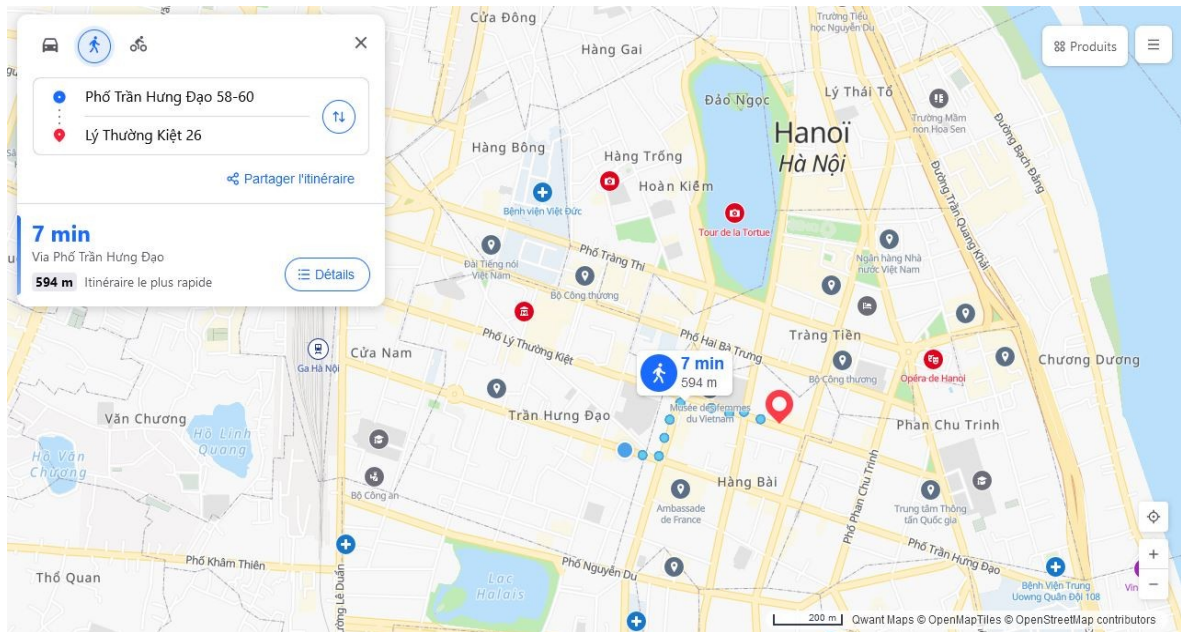 Phố Trần Hưng Đạo 58-60
Lý Thường Kiệt 26
Partager l'itinéraire
7 min
Via Phố Trần Hưng Đạo
594 m Itinéraire le plus rapide
Détails
Produits
Cửa Đông
Trường Tiểu
học Nguyễn Du
Hàng Gai
Đảo Ngọc
Lý Thái Tổ
Trường Mầm
non Hoa Sen
Đường Bạch Đằng
Hanoï
Hà Nội
Hàng Bông
Hàng Trống
Hoàn Kiếm
Đường Trần Quang Khải
Bệnh viện Việt Đức
Tour de la Tortue
Phố Tràng Thi
Đài Tiếng nói
Việt Nam
Ngân hàng Nhà
nước Việt Nam
Bộ Công thương
Phố Lý Thường Kiệt
Phố Hai Bà Trưng
Tràng Tiền
Ga Hà Nội
Cửa Nam
7 min
594 m
Bộ Công thương
Opéra de Hanoï
Chương Dương
Văn Chương
Hồ Linh
Quang
Trần Hưng Đạo
Musée des femmes
du Vietnam
Phan Chu Trinh
Hồ Văn
Chương
Bộ Công an
Hàng Bài
Ambassade
de France
Phố Phan Chu Trinh
Trung tâm Thông
tấn Quốc gia
Phố Trần Hưng Đạo
Phố Khâm Thiên
Phố Nguyễn Du
Thổ Quan
Lac
Halais
Lê Duẩn
Bệnh Viện Trung
Uowng Quân Đội 108
Vin
200 m Qwant Maps © OpenMapTiles © OpenStreetMap contributors